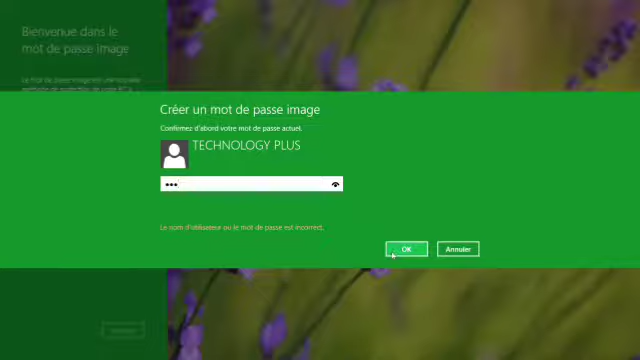 Bienvenue dans le
mot de passe image
Créer un mot de passe image
Confirmez d'abord votre mot de passe actuel.
TECHNOLOGY PLUS
•••
Le nom d'utilisateur ou le mot de passe est incorrect.
OK
Annuler